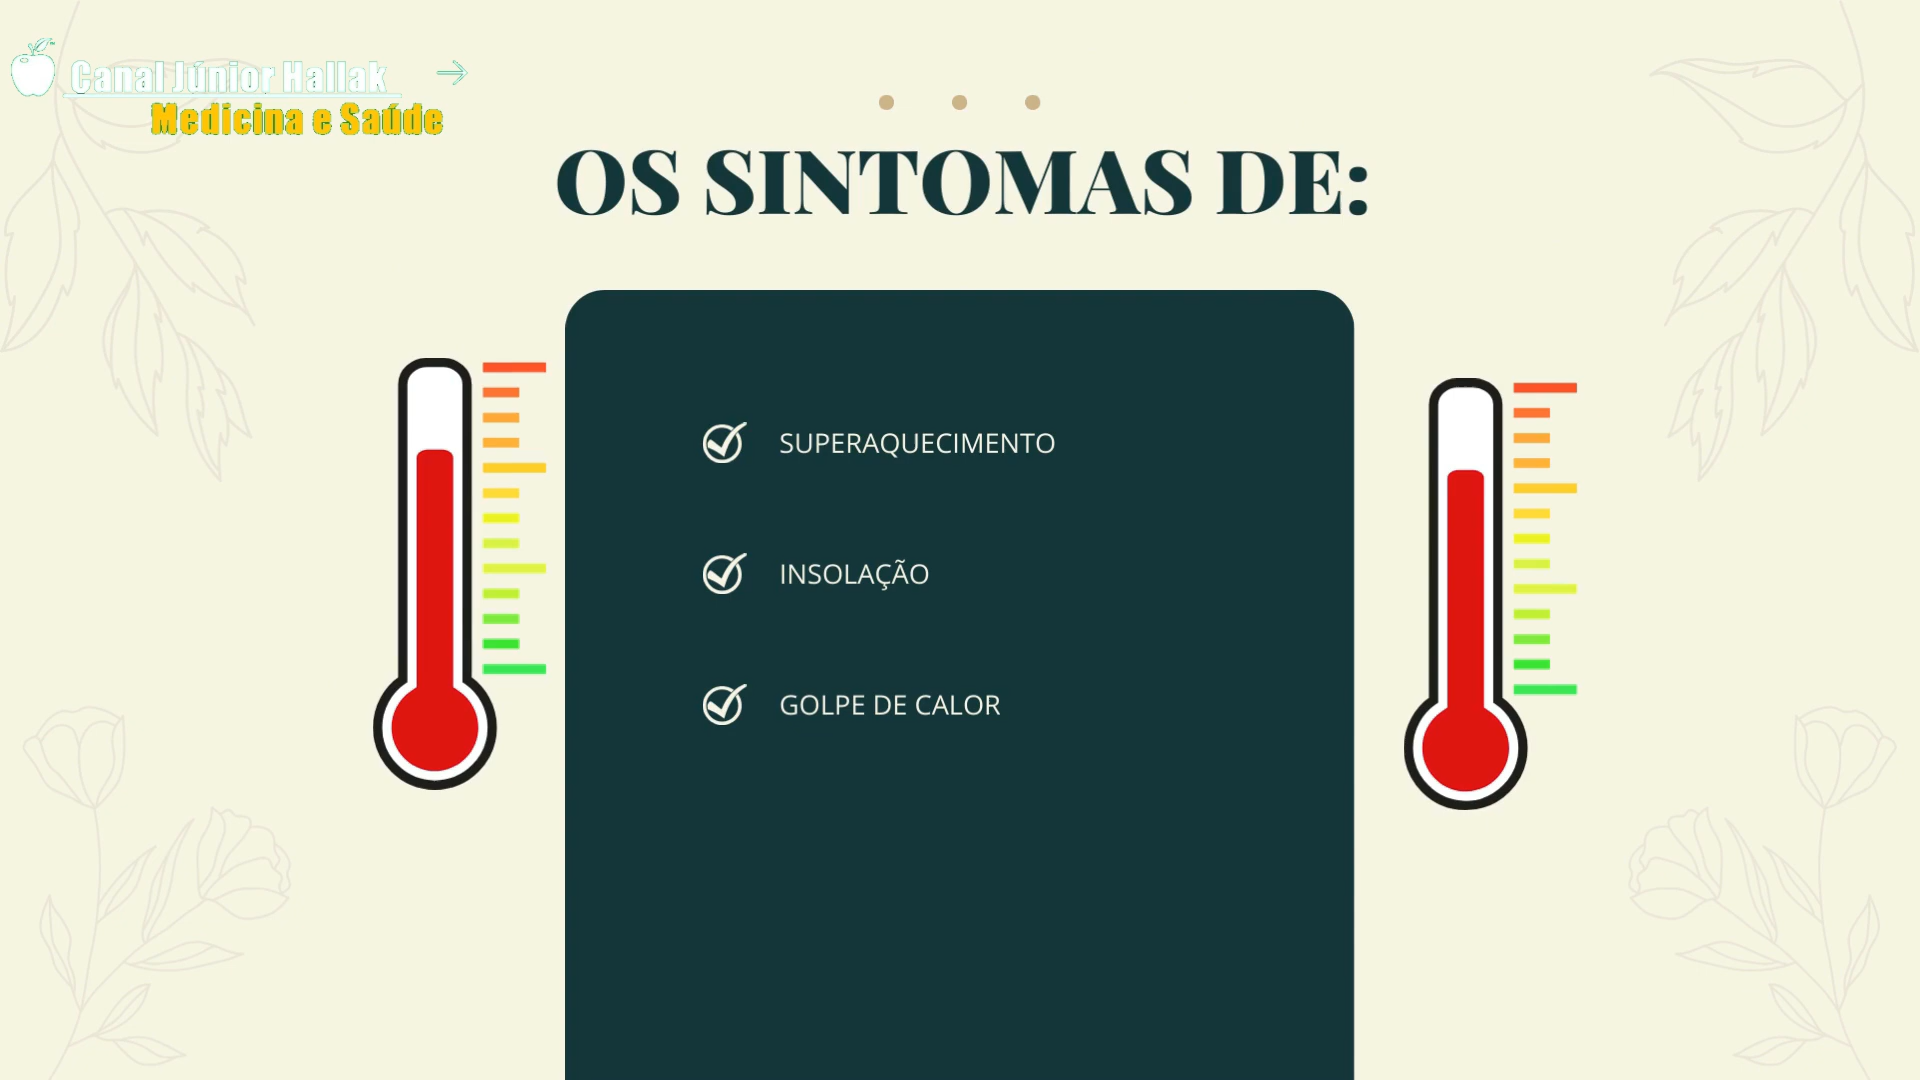 Canal Júnior Hallak
Medicina e Saúde
OS SINTOMAS DE:
SUPERAQUECIMENTO
INSOLAÇÃO
GOLPE DE CALOR